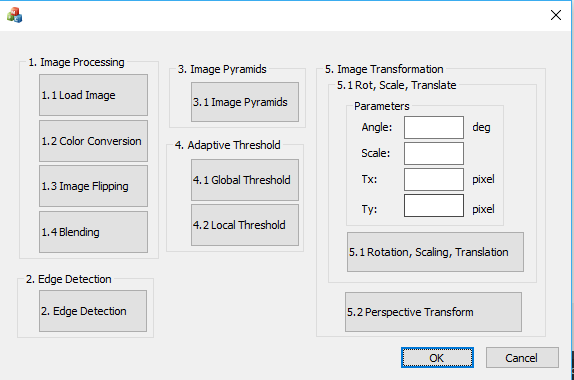 1. Image Processing
1.1 Load Image
1.2 Color Conversion
1.3 Image Flipping
1.4 Blending
2. Edge Detection
2. Edge Detection
3. Image Pyramids
3.1 Image Pyramids
4. Adaptive Threshold
4.1 Global Threshold
4.2 Local Threshold
5. Image Transformation
5.1 Rot, Scale, Translate
Parameters
Angle: deg
Scale:
Tx: pixel
Ty: pixel
5.1 Rotation, Scaling, Translation
5.2 Perspective Transform
OK Cancel